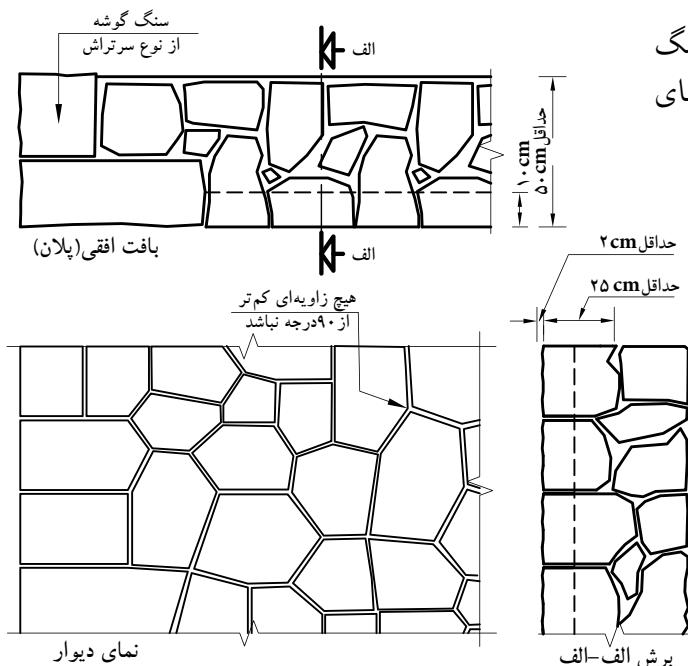 سنگ گوشه
از نوع سرتراش
الف
حداقل ۵۰cm
۱۰cm
بافت افقی(پلان)
الف
حداقل ۲cm
حداقل ۲۵cm
هیچ زاویه‌ای کم‌تر
از ۹۰درجه نباشد
نمای دیوار
برش الف-الف